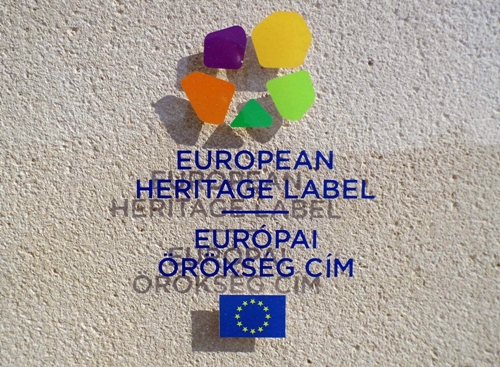 EUROPEAN
HERITAGE LABEL
EURÓPAI
ÖRÖKSÉG CÍM